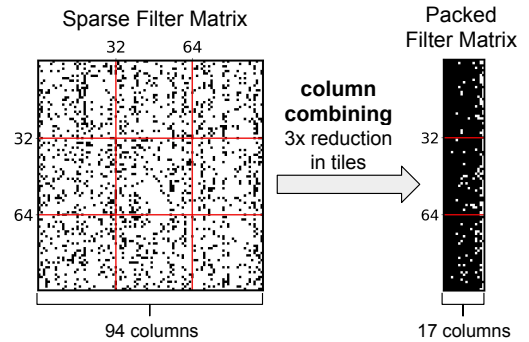 Sparse Filter Matrix
32 64
32
64
94 columns
column
combining
3x reduction
in tiles
Packed
Filter Matrix
32
64
17 columns